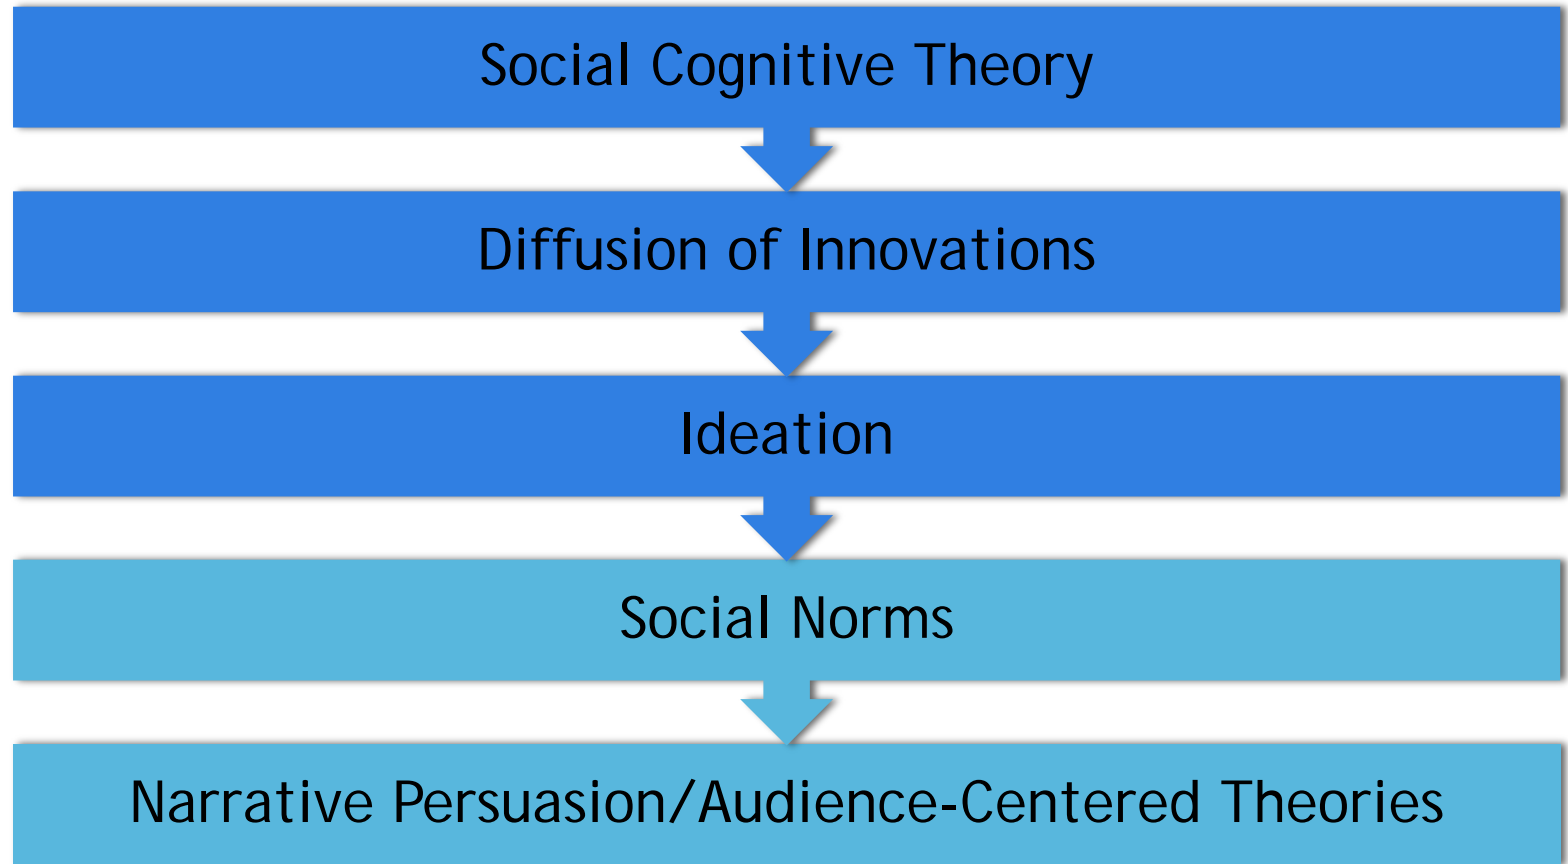 Social Cognitive Theory
Diffusion of Innovations
Ideation
Social Norms
Narrative Persuasion/Audience-Centered Theories